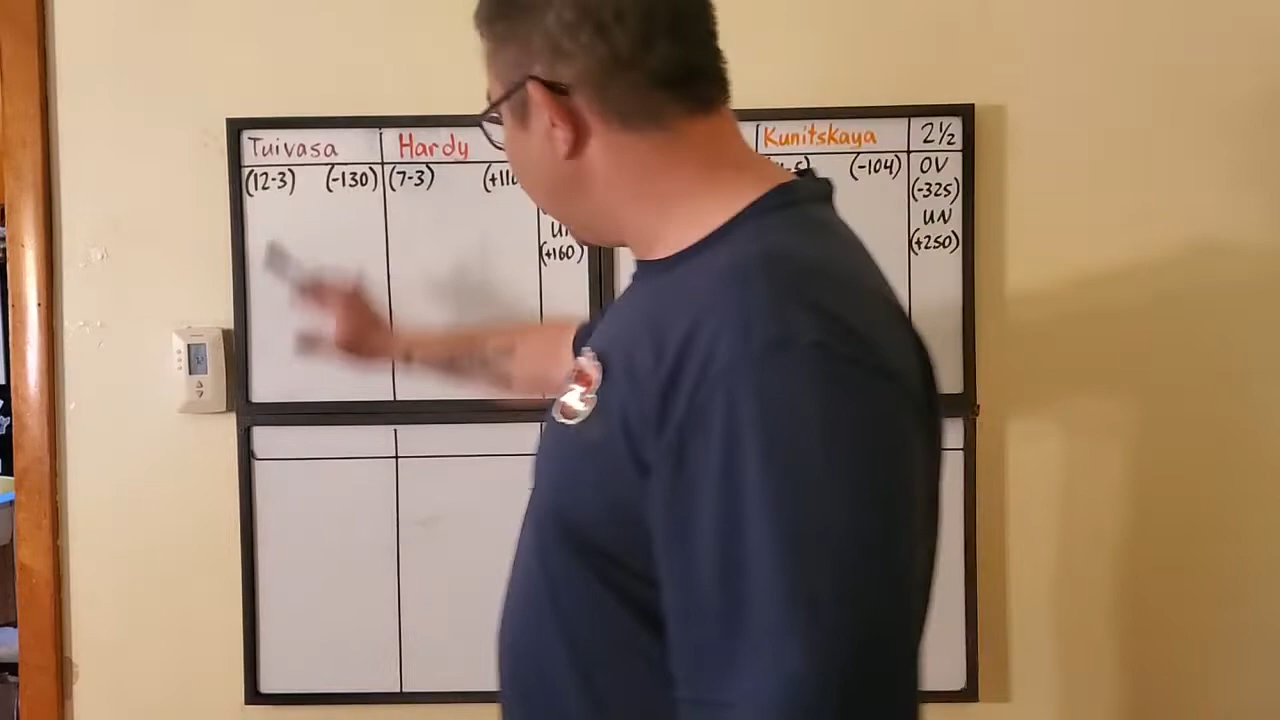 Tuivasa
Hardy
Kunitskaya
2½
(12-3) (-130)
(7-3)
(-104)
OV
(-325)
UN
(+250)
(+160)